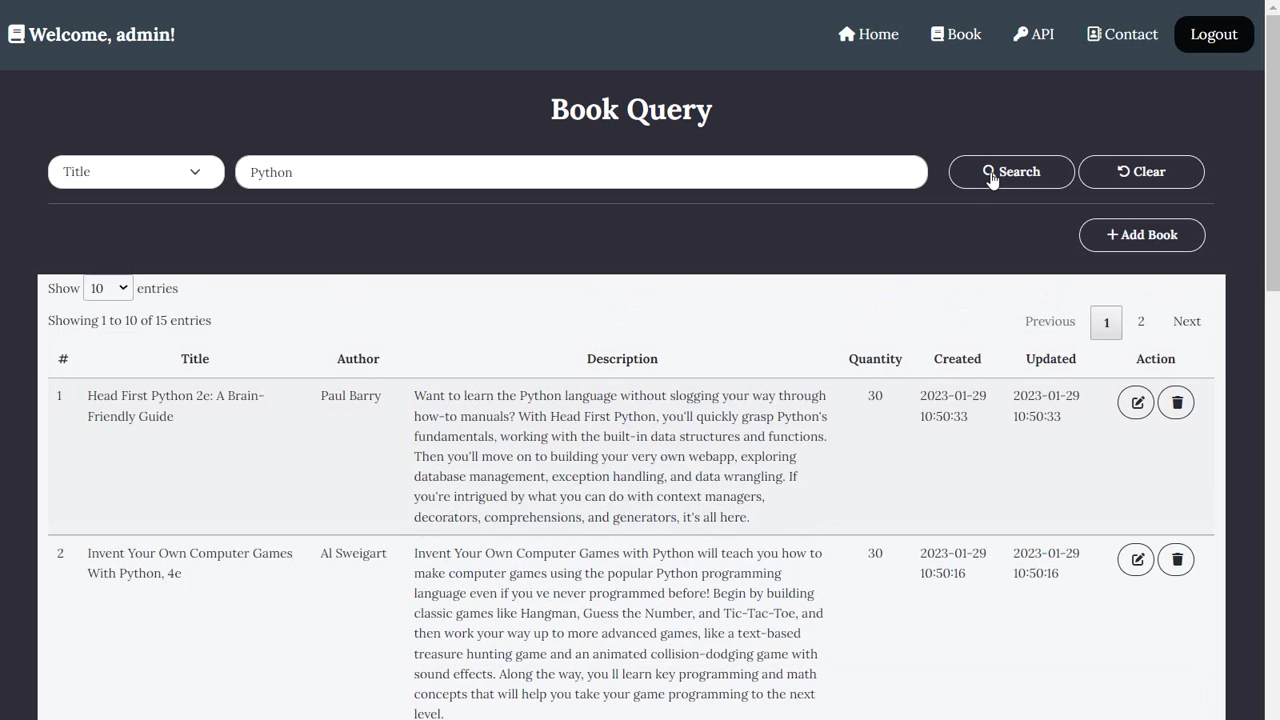 Welcome, admin!
Home
Book
API
Contact
Logout
Book Query
Title
Python
Search
Clear
+ Add Book
Show 10 entries
Showing 1 to 10 of 15 entries
Previous 1 2 Next
# Title Author Description Quantity Created Updated Action
1
Head First Python 2e: A Brain-
Friendly Guide
Paul Barry
Want to learn the Python language without slogging your way through
how-to manuals? With Head First Python, you'll quickly grasp Python's
fundamentals, working with the built-in data structures and functions.
Then you'll move on to building your very own webapp, exploring
database management, exception handling, and data wrangling. If
you're intrigued by what you can do with context managers,
decorators, comprehensions, and generators, it's all here.
30
2023-01-29
10:50:33
2023-01-29
10:50:33
2
Invent Your Own Computer Games
With Python, 4e
Al Sweigart
Invent Your Own Computer Games with Python will teach you how to
make computer games using the popular Python programming
language even if you ve never programmed before! Begin by building
classic games like Hangman, Guess the Number, and Tic-Tac-Toe, and
then work your way up to more advanced games, like a text-based
treasure hunting game and an animated collision-dodging game with
sound effects. Along the way, you ll learn key programming and math
concepts that will help you take your game programming to the next
level.
30
2023-01-29
10:50:16
2023-01-29
10:50:16